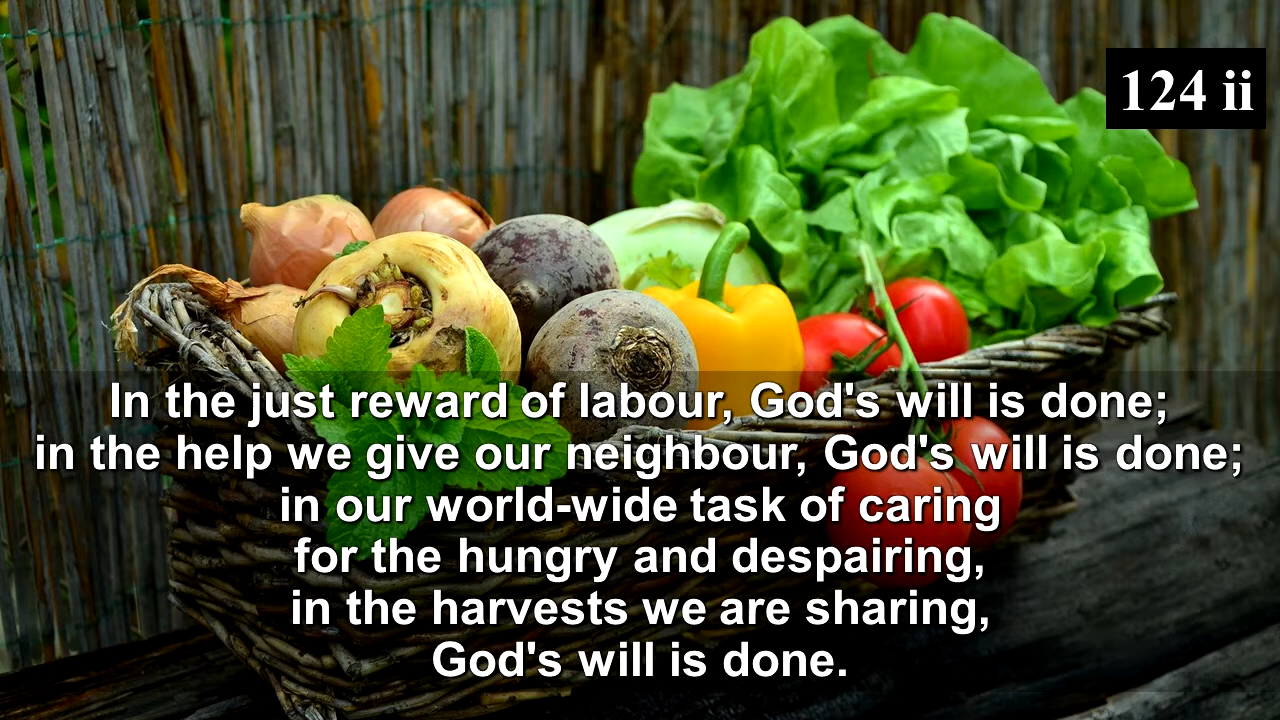 124 ii
In the just reward of labour, God's will is done;
in the help we give our neighbour, God's will is done;
in our world-wide task of caring
for the hungry and despairing,
in the harvests we are sharing,
God's will is done.